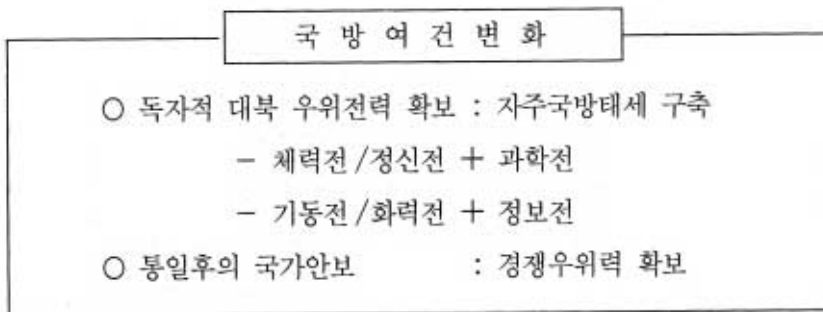 국 방 여 건 변 화
○ 독자적 대북 우위전력 확보 : 자주국방태세 구축
- 체력전/정신전 + 과학전
- 기동전/화력전 + 정보전
○ 통일후의 국가안보 : 경쟁우위력 확보